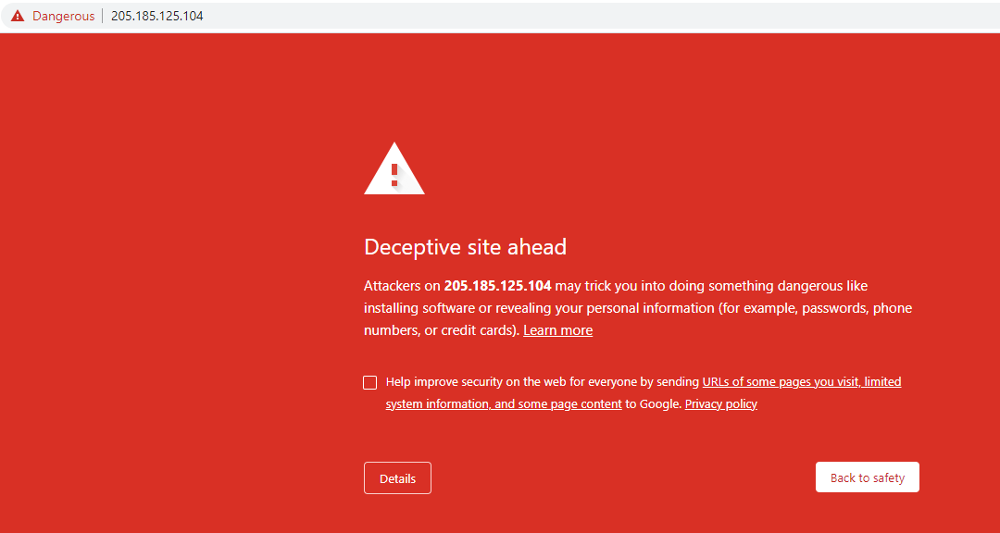 Dangerous | 205.185.125.104
Deceptive site ahead
Attackers on 205.185.125.104 may trick you into doing something dangerous like
installing software or revealing your personal information (for example, passwords, phone
numbers, or credit cards). Learn more
Help improve security on the web for everyone by sending URLs of some pages you visit, limited
system information, and some page content to Google. Privacy policy
Details
Back to safety